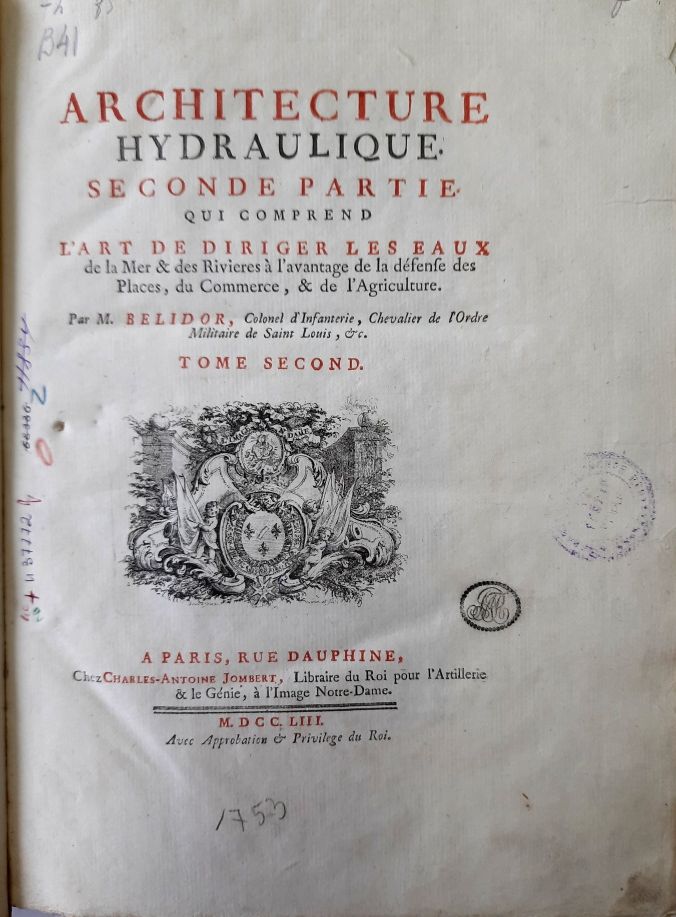 B41
ARCHITECTURE
HYDRAULIQUE.
SECONDE PARTIE.
QUI COMPREND
L'ART DE DIRIGER LES EAUX
de la Mer & des Rivieres à l'avantage de la défenſe des
Places, du Commerce, & de l'Agriculture.
Par M. BELIDOR, Colonel d'Infanterie, Chevalier de l'Ordre
Militaire de Saint Louis, &c.
TOME SECOND.
A PARIS, RUE DAUPHINE,
Chez CHARLES-ANTOINE JOMBERT, Libraire du Roi pour l'Artillerie
& le Génie, à l'Image Notre-Dame.
M. DCC. LIII.
Avec Approbation & Privilege du Roi.
1753